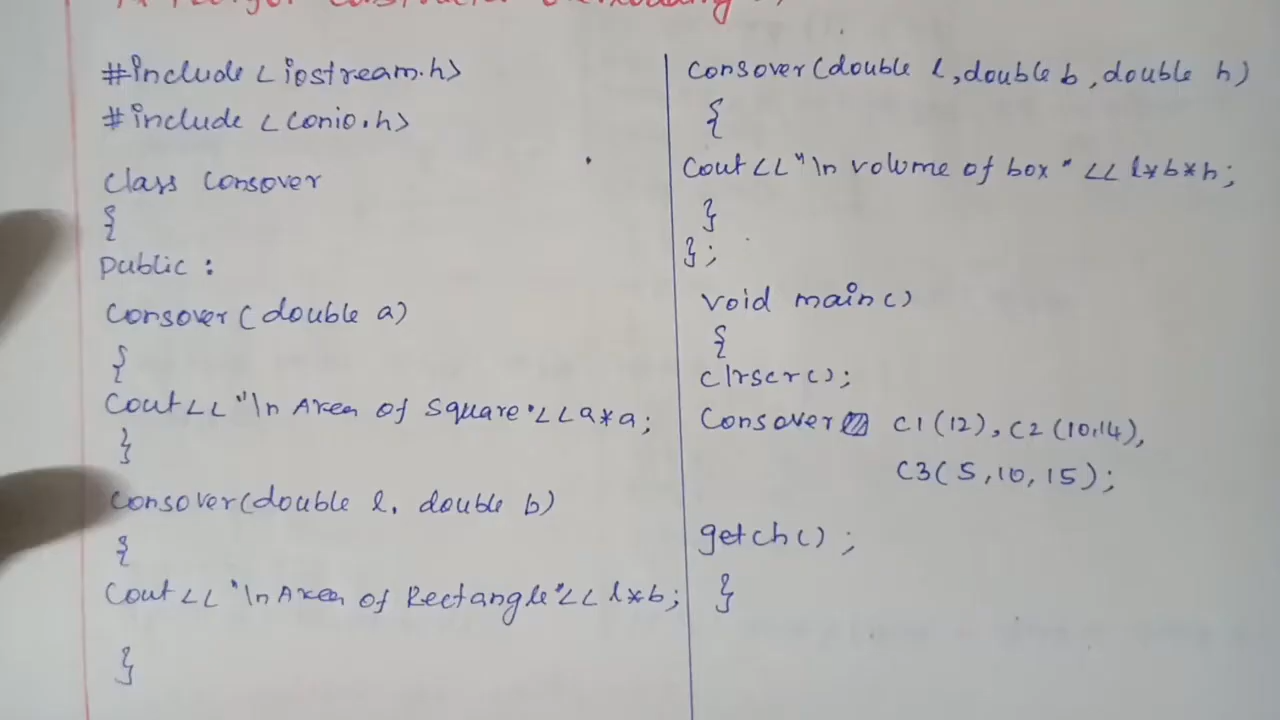 constructor
#include <iostream.h>
#include <conio.h>
class Consover
{
public :
Consover (double a)
{
Cout<<"\n Area of Square"<<a*a;
}
Consover(double l, double b)
{
Cout<<"\n Area of Rectangle"<<l*b;
}
Consover(double l,double b,double h)
{
Cout<<"\n volume of box"<<l*b*h;
}
};
void main()
{
clrscr();
Consover C1(12), C2(10,14),
C3(5,10,15);
getch();
}